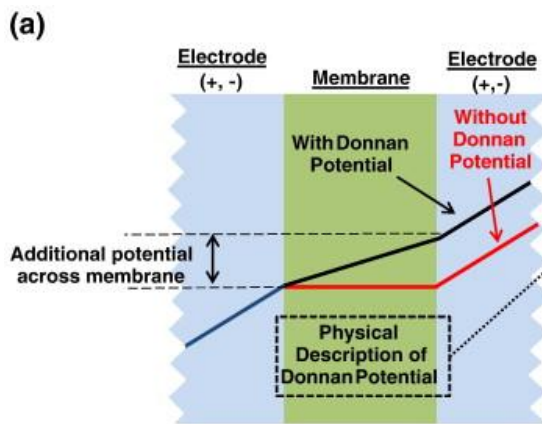 (a)
Electrode
(+, -)
Membrane
Electrode
(+,-)
With Donnan
Potential
Without
Donnan
Potential
Additional potential
across membrane
Physical
Description of
Donnan Potential